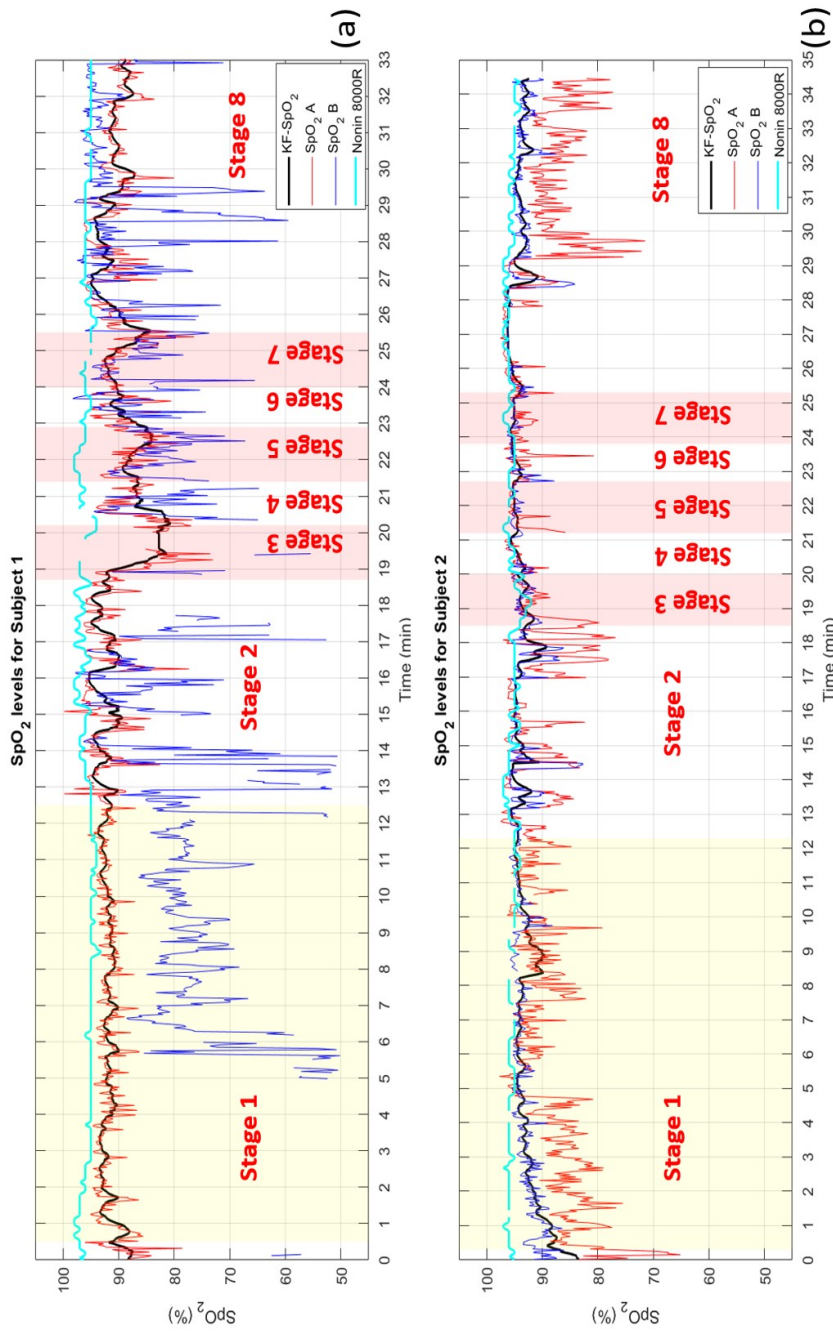 SpO2 levels for Subject 1
SpO2 (%)
100
90
80
70
60
50
Stage 1
Stage 2
Stage 3
Stage 4
Stage 5
Stage 6
Stage 7
Stage 8
KF-SpO2
SpO2 A
SpO2 B
Nonin 8000R
0 1 2 3 4 5 6 7 8 9 10 11 12 13 14 15 16 17 18 19 20 21 22 23 24 25 26 27 28 29 30 31 32 33
Time (min)
(a)
SpO2 levels for Subject 2
SpO2 (%)
100
90
80
70
60
50
Stage 1
Stage 2
Stage 3
Stage 4
Stage 5
Stage 6
Stage 7
Stage 8
KF-SpO2
SpO2 A
SpO2 B
Nonin 8000R
0 1 2 3 4 5 6 7 8 9 10 11 12 13 14 15 16 17 18 19 20 21 22 23 24 25 26 27 28 29 30 31 32 33 34 35
Time (min)
(b)